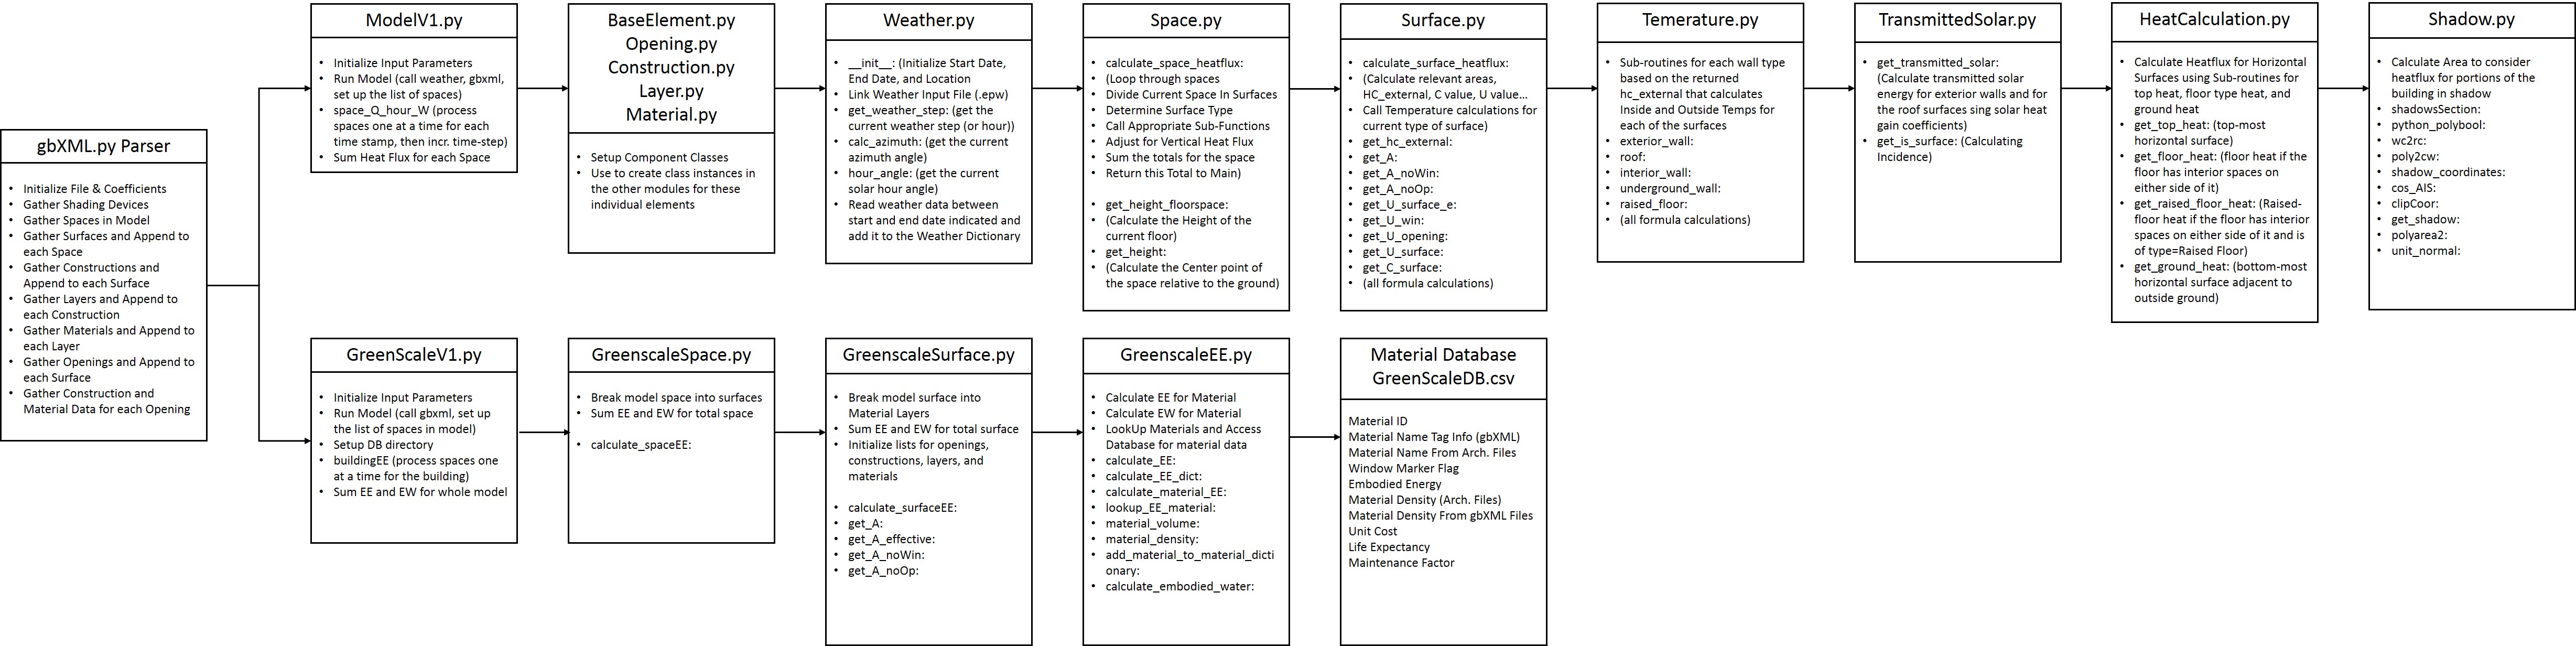 gbXML.py Parser
• Initialize File & Coefficients
• Gather Shading Devices
• Gather Spaces in Model
• Gather Surfaces and Append to
each Space
• Gather Constructions and
Append to each Surface
• Gather Layers and Append to
each Construction
• Gather Materials and Append to
each Layer
• Gather Openings and Append to
each Surface
• Gather Construction and
Material Data for each Opening
ModelV1.py
• Initialize Input Parameters
• Run Model (call weather, gbxml,
set up the list of spaces)
• space_Q_hour_W (process
spaces one at a time for each
time stamp, then incr. time-step)
• Sum Heat Flux for each Space
BaseElement.py
Opening.py
Construction.py
Layer.py
Material.py
• Setup Component Classes
• Use to create class instances in
the other modules for these
individual elements
Weather.py
• __init__: (Initialize Start Date,
End Date, and Location
• Link Weather Input File (.epw)
• get_weather_step: (get the
current weather step (or hour))
• calc_azimuth: (get the current
azimuth angle)
• hour_angle: (get the current
solar hour angle)
• Read weather data between
start and end date indicated and
add it to the Weather Dictionary
Space.py
• calculate_space_heatflux:
• (Loop through spaces
• Divide Current Space In Surfaces
• Determine Surface Type
• Call Appropriate Sub-Functions
• Adjust for Vertical Heat Flux
• Sum the totals for the space
• Return this Total to Main)
• get_height_floorspace:
• (Calculate the Height of the
current floor)
• get_height:
• (Calculate the Center point of
the space relative to the ground)
Surface.py
• calculate_surface_heatflux:
• (Calculate relevant areas,
HC_external, C value, U value...
• Call Temperature calculations for
current type of surface)
• get_hc_external:
• get_A:
• get_A_noWin:
• get_A_noOp:
• get_U_surface_e:
• get_U_win:
• get_U_opening:
• get_U_surface:
• get_C_surface:
• (all formula calculations)
Temerature.py
• Sub-routines for each wall type
based on the returned
hc_external that calculates
Inside and Outside Temps for
each of the surfaces
• exterior_wall:
• roof:
• interior_wall:
• underground_wall:
• raised_floor:
• (all formula calculations)
TransmittedSolar.py
• get_transmitted_solar:
(Calculate transmitted solar
energy for exterior walls and for
the roof surfaces sing solar heat
gain coefficients)
• get_is_surface: (Calculating
Incidence)
HeatCalculation.py
• Calculate Heatflux for Horizontal
Surfaces using Sub-routines for
top heat, floor type heat, and
ground heat
• get_top_heat: (top-most
horizontal surface)
• get_floor_heat: (floor heat if the
floor has interior spaces on
either side of it)
• get_raised_floor_heat: (Raised-
floor heat if the floor has interior
spaces on either side of it and is
of type=Raised Floor)
• get_ground_heat: (bottom-most
horizontal surface adjacent to
outside ground)
Shadow.py
• Calculate Area to consider
heatflux for portions of the
building in shadow
• shadowsSection:
• python_polybool:
• wc2rc:
• poly2cw:
• shadow_coordinates:
• cos_AIS:
• clipCoor:
• get_shadow:
• polyarea2:
• unit_normal:
GreenScaleV1.py
• Initialize Input Parameters
• Run Model (call gbxml, set up
the list of spaces in model)
• Setup DB directory
• buildingEE (process spaces one
at a time for the building)
• Sum EE and EW for whole model
GreenscaleSpace.py
• Break model space into surfaces
• Sum EE and EW for total space
• calculate_spaceEE:
GreenscaleSurface.py
• Break model surface into
Material Layers
• Sum EE and EW for total surface
• Initialize lists for openings,
constructions, layers, and
materials
• calculate_surfaceEE:
• get_A:
• get_A_effective:
• get_A_noWin:
• get_A_noOp:
GreenscaleEE.py
• Calculate EE for Material
• Calculate EW for Material
• LookUp Materials and Access
Database for material data
• calculate_EE:
• calculate_EE_dict:
• calculate_material_EE:
• lookup_EE_material:
• material_volume:
• material_density:
• add_material_to_material_dicti
onary:
• calculate_embodied_water:
Material Database
GreenScaleDB.csv
Material ID
Material Name Tag Info (gbXML)
Material Name From Arch. Files
Window Marker Flag
Embodied Energy
Material Density (Arch. Files)
Material Density From gbXML Files
Unit Cost
Life Expectancy
Maintenance Factor